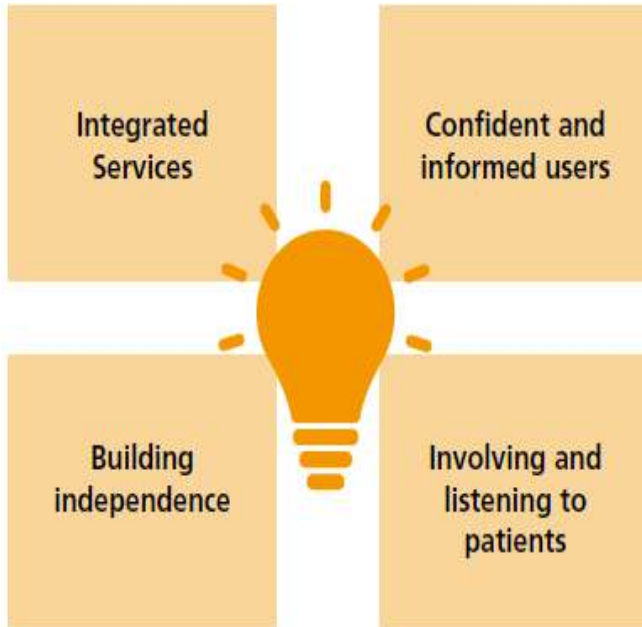 Integrated
Services
Confident and
informed users
Building
independence
Involving and
listening to
patients